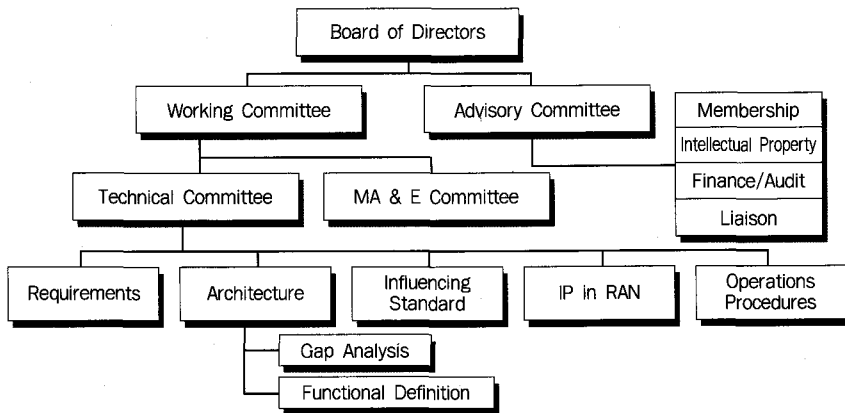 Board of Directors
Working Committee
Advisory Committee
Membership
Intellectual Property
Finance/Audit
Liaison
Technical Committee
MA & E Committee
Requirements
Architecture
Influencing
Standard
IP in RAN
Operations
Procedures
Gap Analysis
Functional Definition